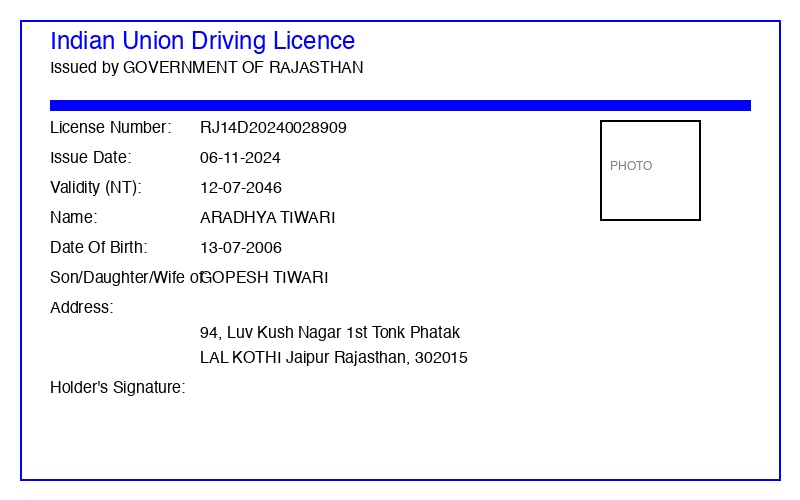 Indian Union Driving Licence
Issued by GOVERNMENT OF RAJASTHAN
License Number: RJ14D20240028909
PHOTO
Issue Date: 06-11-2024
Validity (NT): 12-07-2046
Name: ARADHYA TIWARI
Date Of Birth: 13-07-2006
Son/Daughter/Wife of: GOPESH TIWARI
Address:
94, Luv Kush Nagar 1st Tonk Phatak
LAL KOTHI Jaipur Rajasthan, 302015
Holder's Signature: